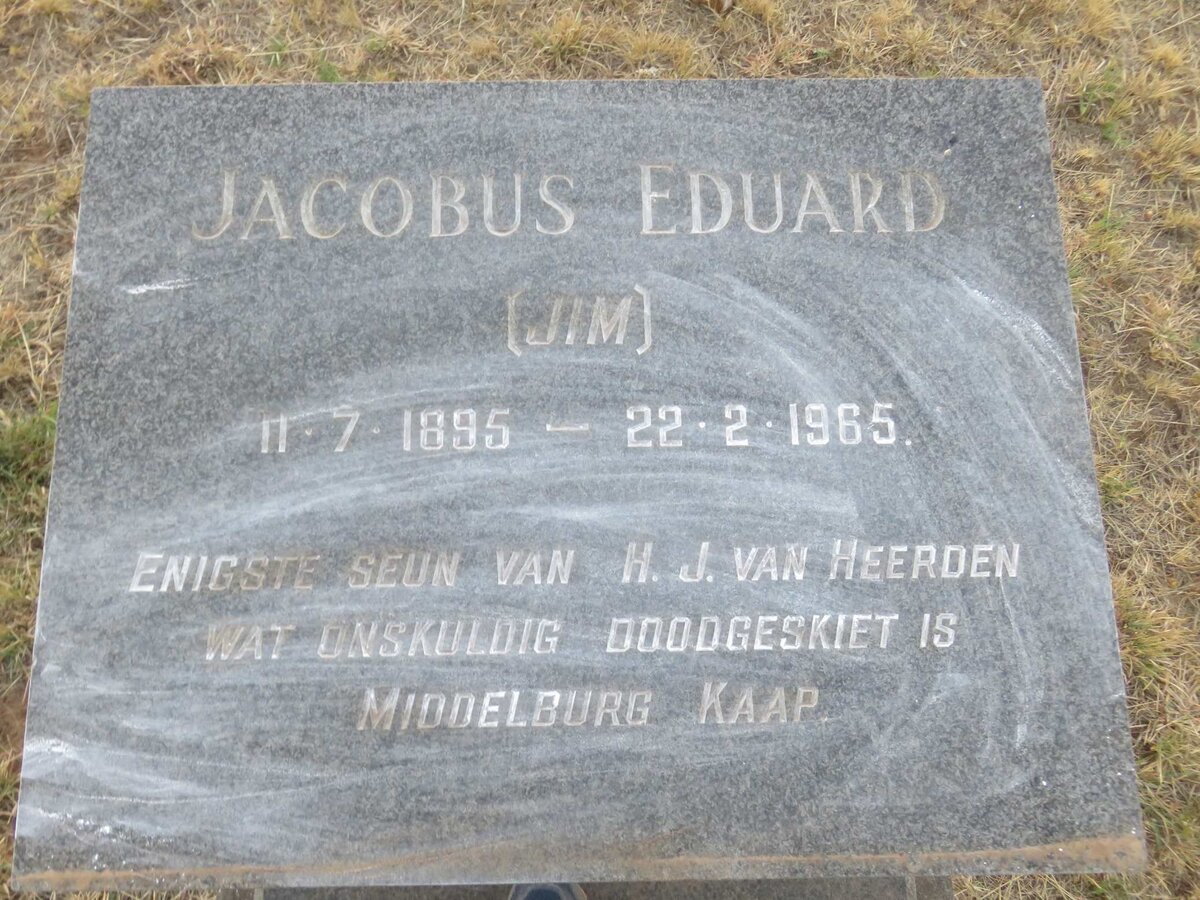 JACOBUS EDUARD
(JIM)
11·7·1895 — 22·2·1965.
ENIGSTE SEUN VAN H. J. VAN HEERDEN
WAT ONSKULDIG DOODGESKIET IS
MIDDELBURG KAAP.